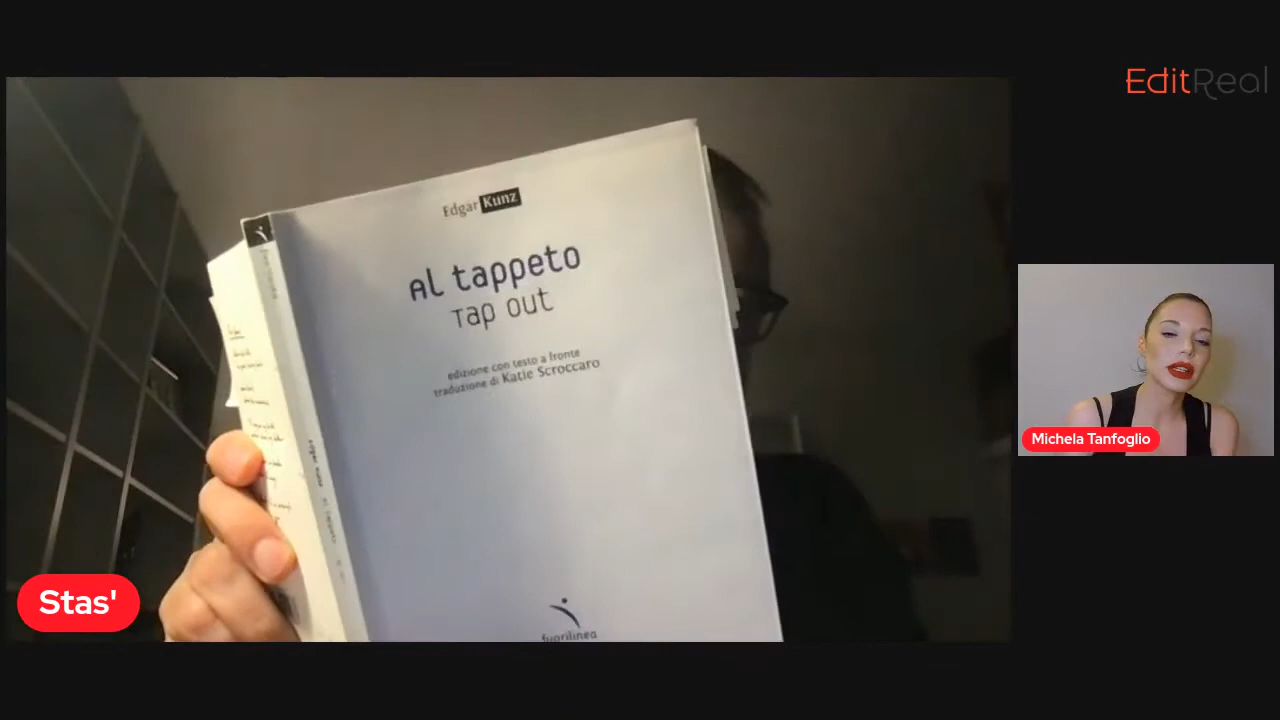 EditReal
Edgar Kunz
Al tappeto
Tap out
edizione con testo a fronte
traduzione di Katie Scroccaro
fuorilinea
Michela Tanfoglio
Stas'